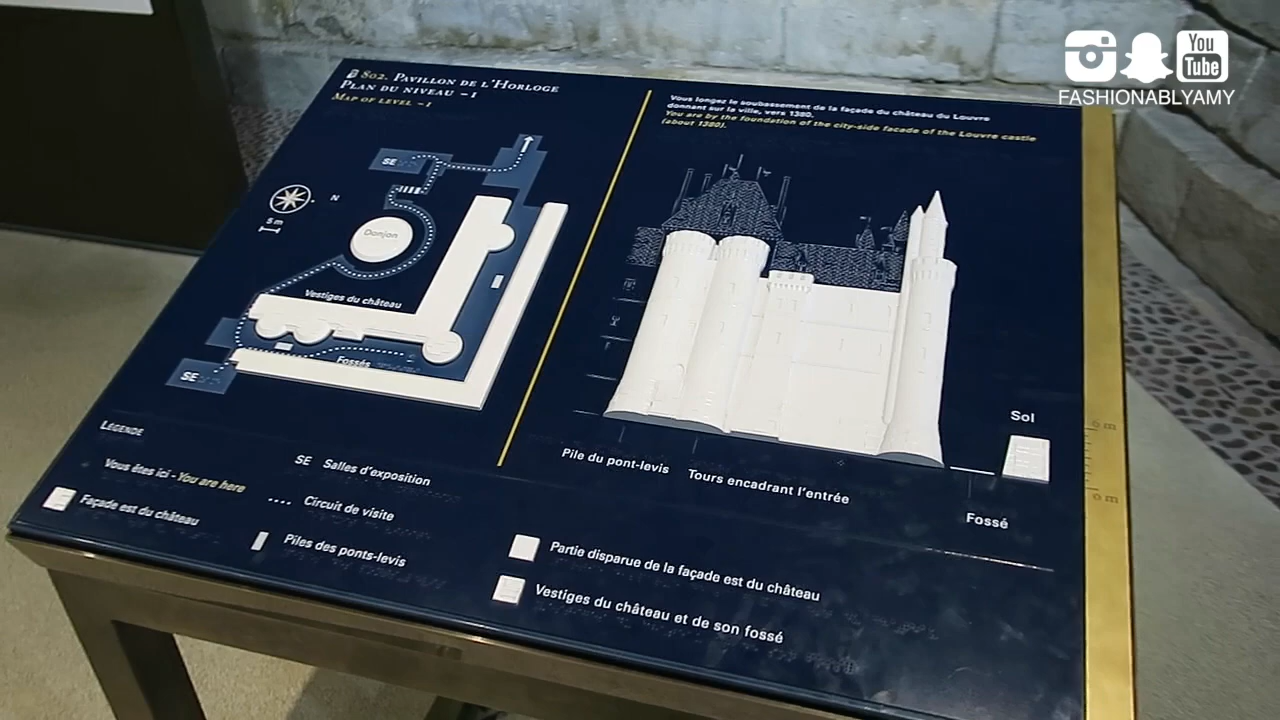 802. PAVILLON DE L'HORLOGE
PLAN DU NIVEAU –1
MAP OF LEVEL –1
SE
N
5 m
Donjon
Vestiges du château
Fossés
SE
LÉGENDE
Vous êtes ici - You are here
Façade est du château
SE Salles d'exposition
Circuit de visite
Piles des ponts-levis
Vous longez le soubassement de la façade du château du Louvre
donnant sur la ville, vers 1380.
You are by the foundation of the city-side facade of the Louvre castle
(about 1380).
Sol
Pile du pont-levis
Tours encadrant l'entrée
Fossé
6 m
0 m
Partie disparue de la façade est du château
Vestiges du château et de son fossé
You
Tube
FASHIONABLYAMY